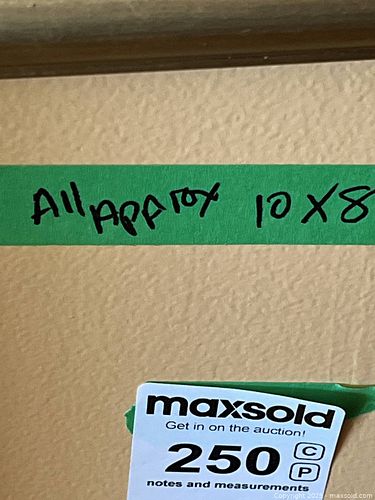 All Approx 10 X 8
maxsold
Get in on the auction!
250 C
P
notes and measurements
Copyright 2025 - maxsold.com